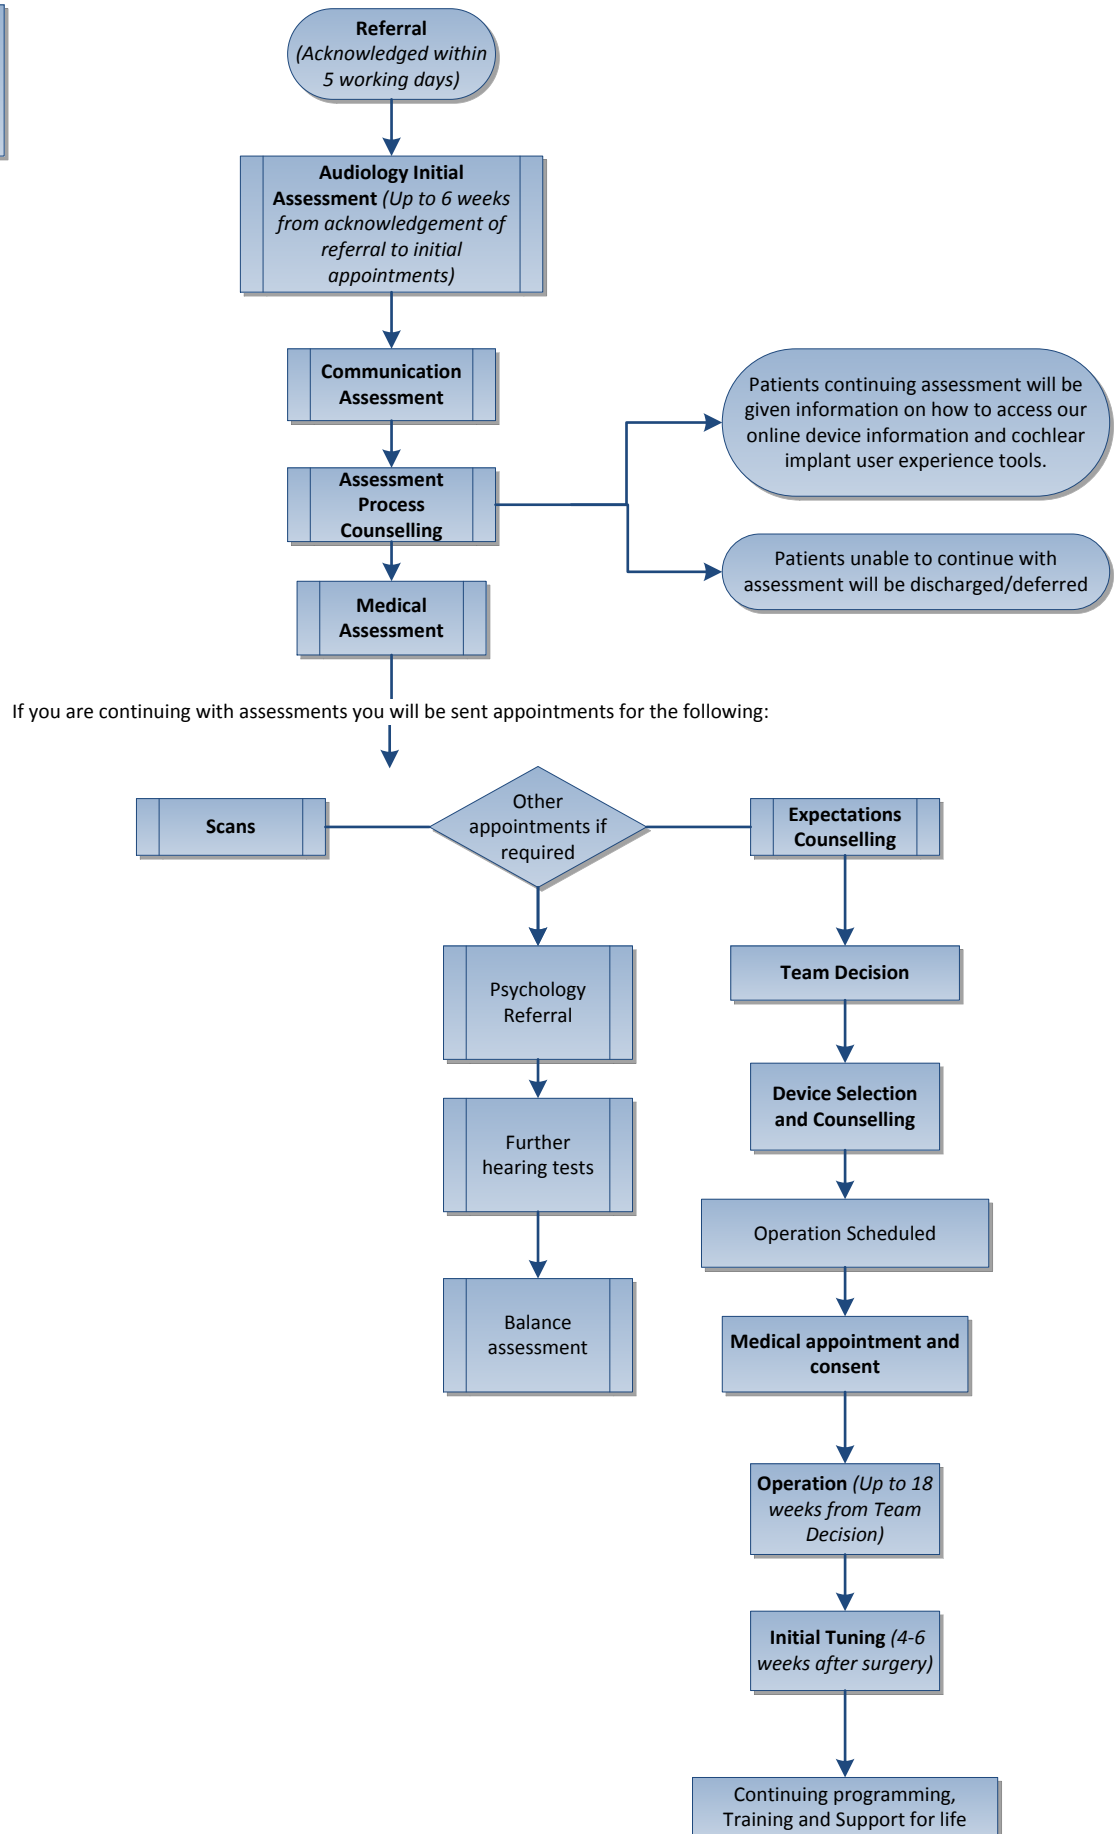 Referral
(Acknowledged within
5 working days)
Audiology Initial
Assessment (Up to 6 weeks
from acknowledgement of
referral to initial
appointments)
Communication
Assessment
Patients continuing assessment will be
given information on how to access our
online device information and cochlear
implant user experience tools.
Assessment
Process
Counselling
Patients unable to continue with
assessment will be discharged/deferred
Medical
Assessment
If you are continuing with assessments you will be sent appointments for the following:
Scans
Other
appointments if
required
Expectations
Counselling
Psychology
Referral
Further
hearing tests
Balance
assessment
Team Decision
Device Selection
and Counselling
Operation Scheduled
Medical appointment and
consent
Operation (Up to 18
weeks from Team
Decision)
Initial Tuning (4-6
weeks after surgery)
Continuing programming,
Training and Support for life